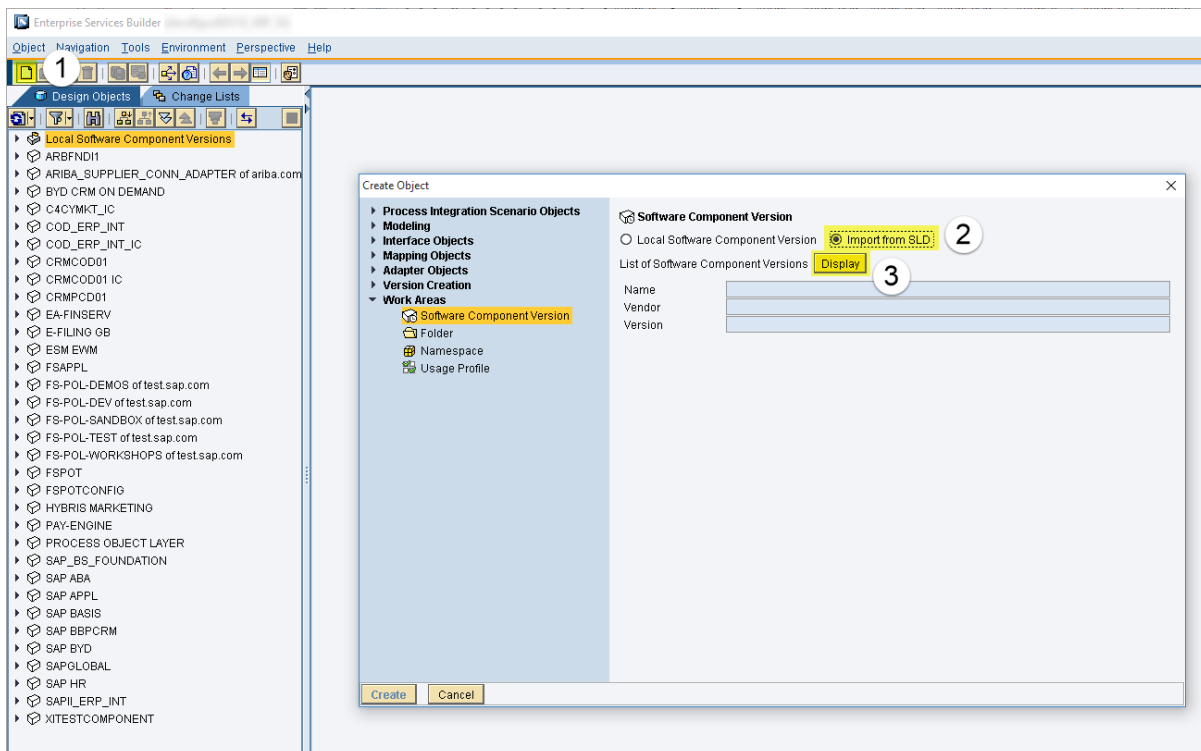 Enterprise Services Builder
Object Navigation Tools Environment Perspective Help
1
Design Objects Change Lists
Local Software Component Versions
ARBFNDI1
ARIBA_SUPPLIER_CONN_ADAPTER of ariba.com
BYD CRM ON DEMAND
C4CYMKT_IC
COD_ERP_INT
COD_ERP_INT_IC
CRMCOD01
CRMCOD01 IC
CRMPCD01
EA-FINSERV
E-FILING GB
ESM EWM
FSAPPL
FS-POL-DEMOS of test.sap.com
FS-POL-DEV of test.sap.com
FS-POL-SANDBOX of test.sap.com
FS-POL-TEST of test.sap.com
FS-POL-WORKSHOPS of test.sap.com
FSPOT
FSPOTCONFIG
HYBRIS MARKETING
PAY-ENGINE
PROCESS OBJECT LAYER
SAP_BS_FOUNDATION
SAP ABA
SAP APPL
SAP BASIS
SAP BBPCRM
SAP BYD
SAPGLOBAL
SAP HR
SAPII_ERP_INT
XITESTCOMPONENT
Create Object
Process Integration Scenario Objects
Modeling
Interface Objects
Mapping Objects
Adapter Objects
Version Creation
Work Areas
Software Component Version
Folder
Namespace
Usage Profile
Software Component Version
Local Software Component Version Import from SLD 2
List of Software Component Versions Display 3
Name
Vendor
Version
Create Cancel